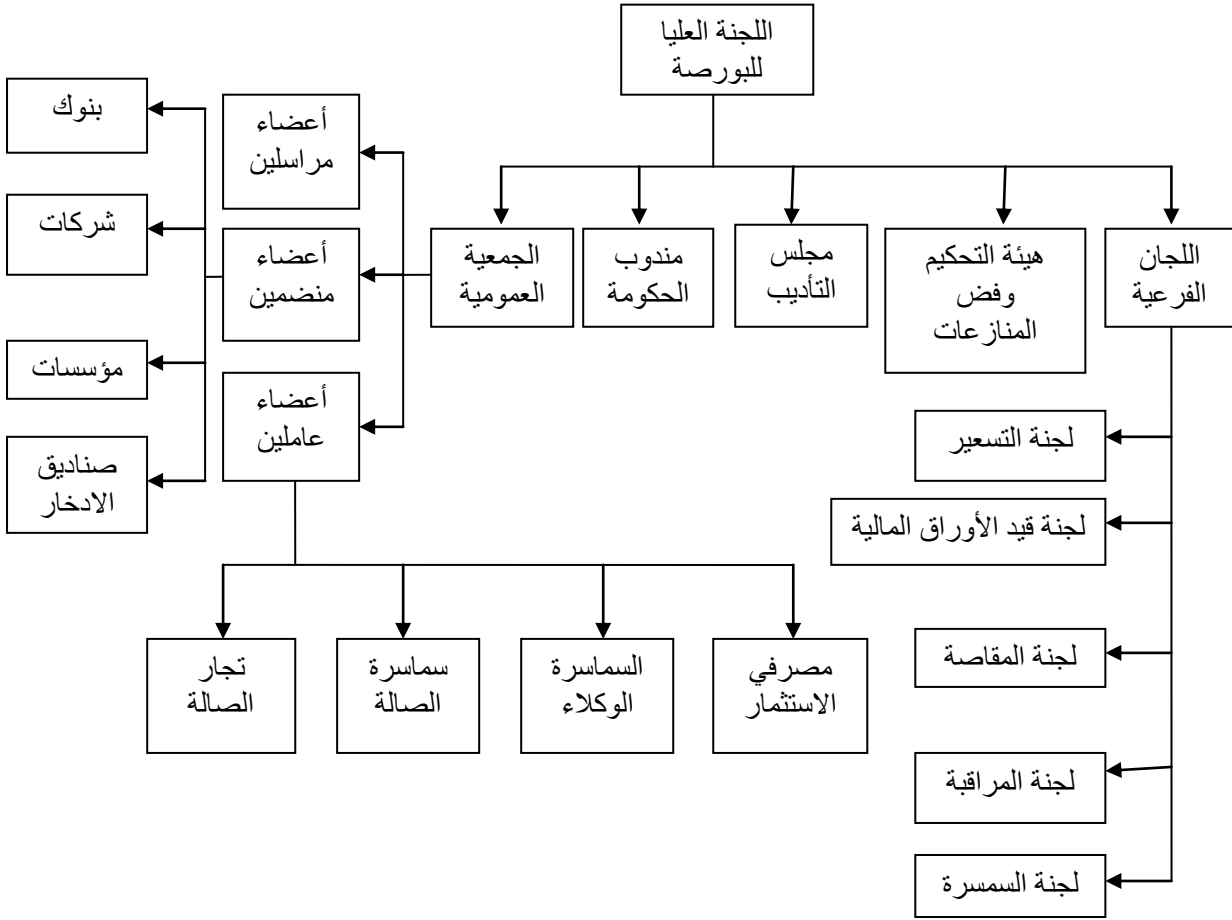 اللجنة العليا
للبورصة
اللجان
الفرعية
هيئة التحكيم
وفض
المنازعات
مجلس
التأديب
مندوب
الحكومة
الجمعية
العمومية
أعضاء
مراسلين
أعضاء
منضمين
أعضاء
عاملين
بنوك
شركات
مؤسسات
صناديق
الادخار
لجنة التسعير
لجنة قيد الأوراق المالية
لجنة المقاصة
لجنة المراقبة
لجنة السمسرة
مصرفي
الاستثمار
السماسرة
الوكلاء
سماسرة
الصالة
تجار
الصالة